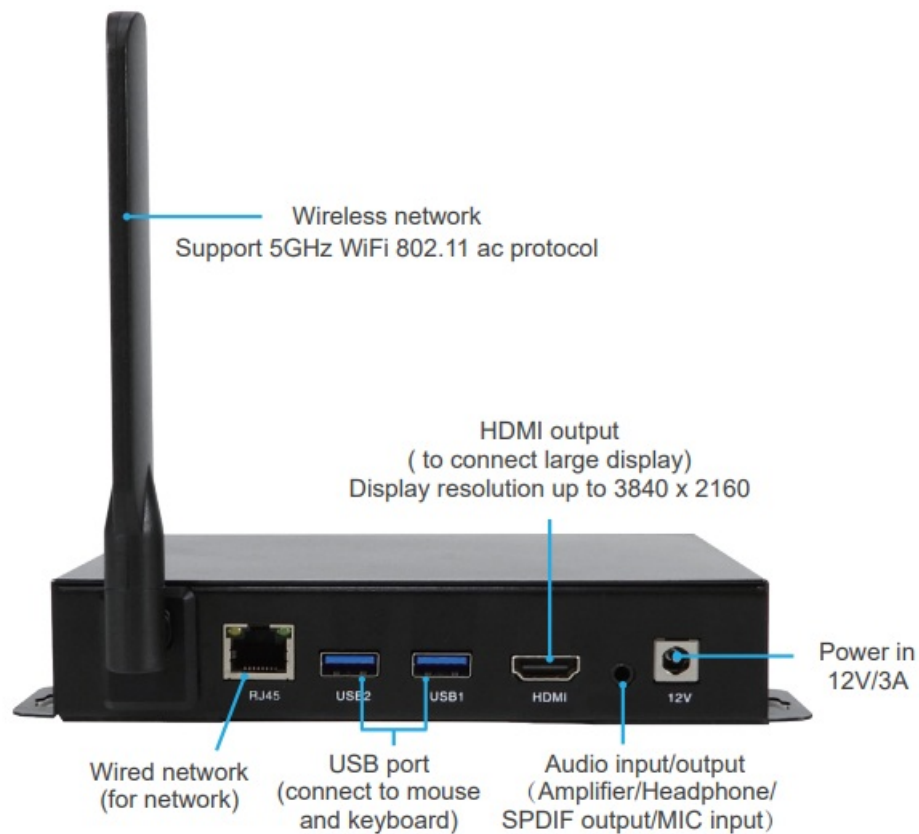 Wireless network
Support 5GHz WiFi 802.11 ac protocol
HDMI output
( to connect large display)
Display resolution up to 3840 x 2160
Power in
12V/3A
RJ45
USB2
USB1
HDMI
12V
Wired network
(for network)
USB port
(connect to mouse
and keyboard)
Audio input/output
（Amplifier/Headphone/
SPDIF output/MIC input）